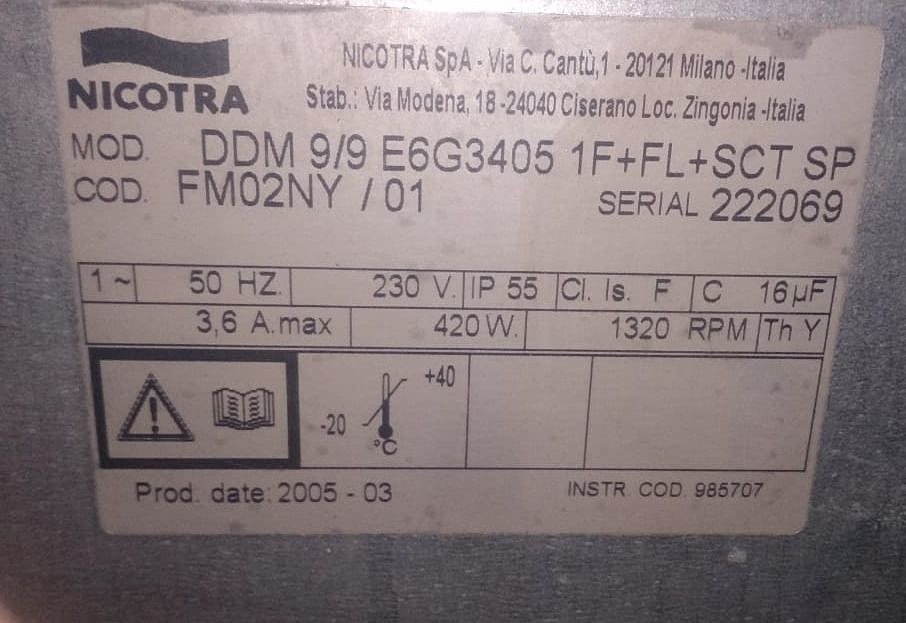 NICOTRA SpA - Via C. Cantù,1 - 20121 Milano -Italia
NICOTRA
Stab.: Via Modena, 18 -24040 Ciserano Loc. Zingonia -Italia
MOD. DDM 9/9 E6G3405 1F+FL+SCT SP
COD. FM02NY / 01 SERIAL 222069
1 ~ 50 HZ. 230 V. IP 55 Cl. Is. F C 16µF
3,6 A.max 420 W. 1320 RPM Th Y
+40
-20
°C
Prod. date: 2005 - 03 INSTR. COD. 985707